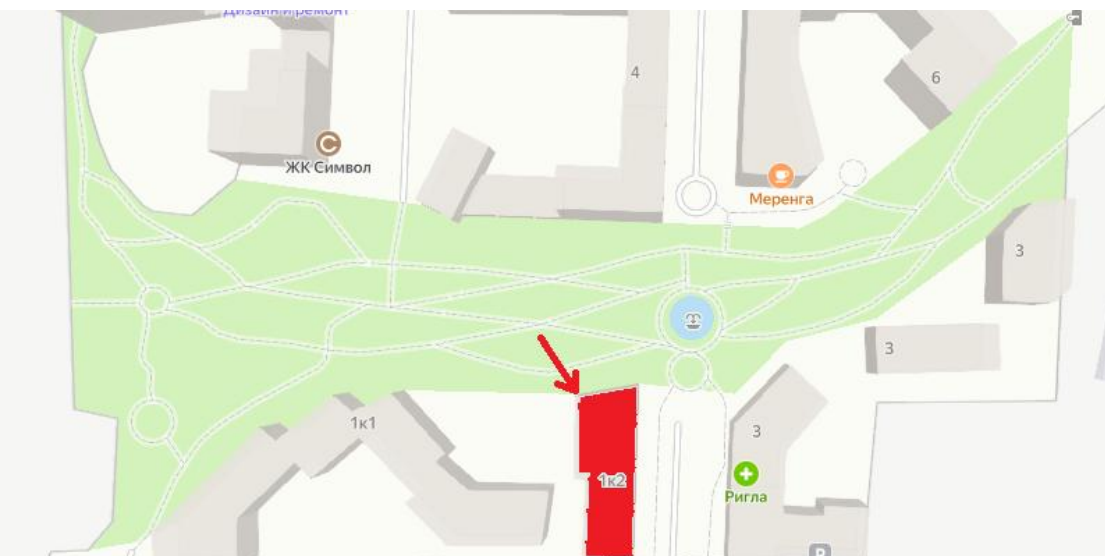 Дизайн и ремонт
4
6
ЖК Символ
Меренга
3
3
1к1
3
1к2
Ригла
P